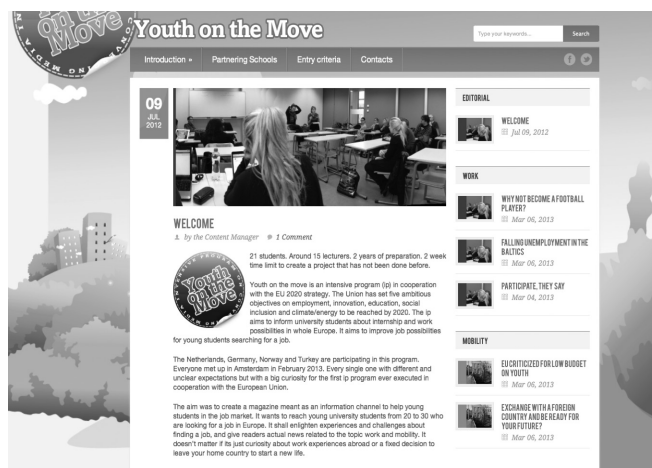 Youth on the Move
Type your keywords...
Search
Introduction »
Partnering Schools
Entry criteria
Contacts
09
JUL
2012
WELCOME
by the Content Manager
1 Comment
21 students. Around 15 lecturers. 2 years of preparation. 2 week
time limit to create a project that has not been done before.
Youth on the move is an intensive program (ip) in cooperation
with the EU 2020 strategy. The Union has set five ambitious
objectives on employment, innovation, education, social
inclusion and climate/energy to be reached by 2020. The ip
aims to inform university students about internship and work
possibilities in whole Europe. It aims to improve job possibilities
for young students searching for a job.
The Netherlands, Germany, Norway and Turkey are participating in this program.
Everyone met up in Amsterdam in February 2013. Every single one with different and
unclear expectations but with a big curiosity for the first ip program ever executed in
cooperation with the European Union.
The aim was to create a magazine meant as an information channel to help young
students in the job market. It wants to reach young university students from 20 to 30 who
are looking for a job in Europe. It shall enlighten experiences and challenges about
finding a job, and give readers actual news related to the topic work and mobility. It
doesn't matter if its just curiosity about work experiences abroad or a fixed decision to
leave your home country to start a new life.
Youth
on the
Move
EDITORIAL
WELCOME
Jul 09, 2012
WORK
WHY NOT BECOME A FOOTBALL
PLAYER?
Mar 06, 2013
FALLING UNEMPLOYMENT IN THE
BALTICS
Mar 06, 2013
PARTICIPATE, THEY SAY
Mar 04, 2013
MOBILITY
EU CRITICIZED FOR LOW BUDGET
ON YOUTH
Mar 06, 2013
EXCHANGE WITH A FOREIGN
COUNTRY AND BE READY FOR
YOUR FUTURE?
Mar 06, 2013